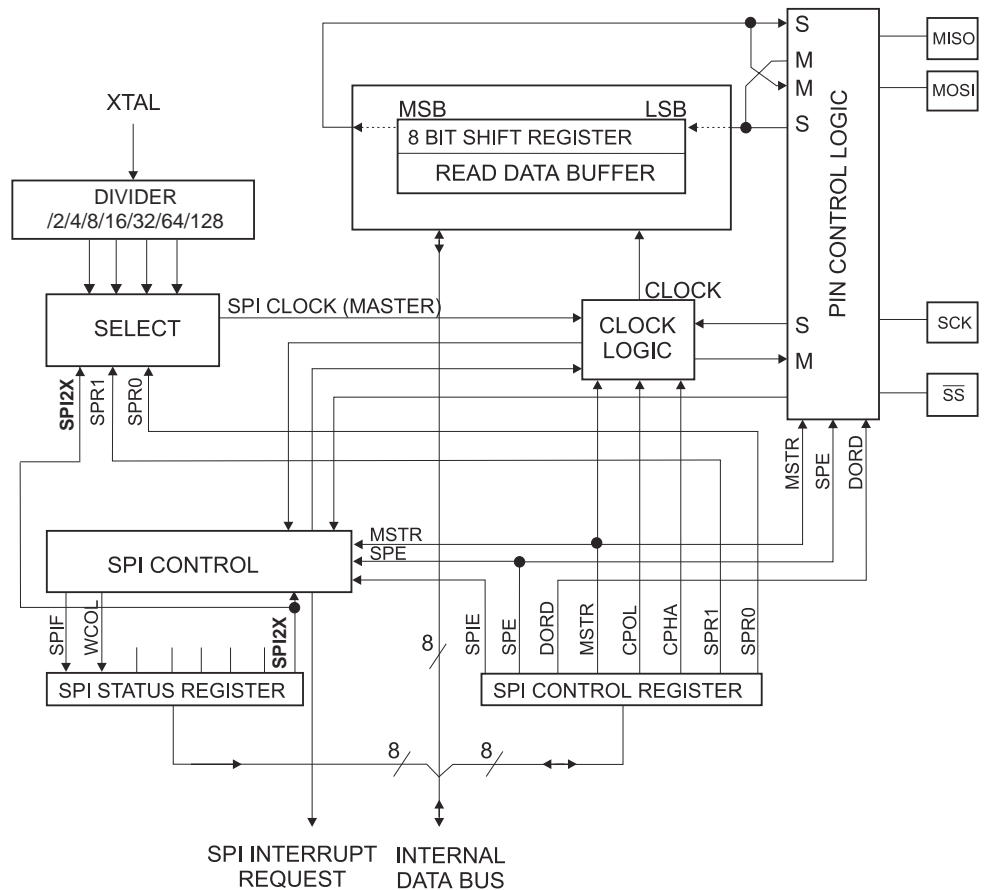 XTAL
DIVIDER
/2/4/8/16/32/64/128
SELECT
SPI2X
SPR1
SPR0
SPI CLOCK (MASTER)
MSB
LSB
8 BIT SHIFT REGISTER
READ DATA BUFFER
CLOCK
CLOCK
LOGIC
S
M
M
S
S
M
PIN CONTROL LOGIC
MISO
MOSI
SCK
SS
MSTR
SPE
DORD
SPI CONTROL
MSTR
SPE
SPIF
WCOL
SPI2X
SPI STATUS REGISTER
8
SPIE
SPE
DORD
MSTR
CPOL
CPHA
SPR1
SPR0
SPI CONTROL REGISTER
8
8
SPI INTERRUPT
REQUEST
INTERNAL
DATA BUS